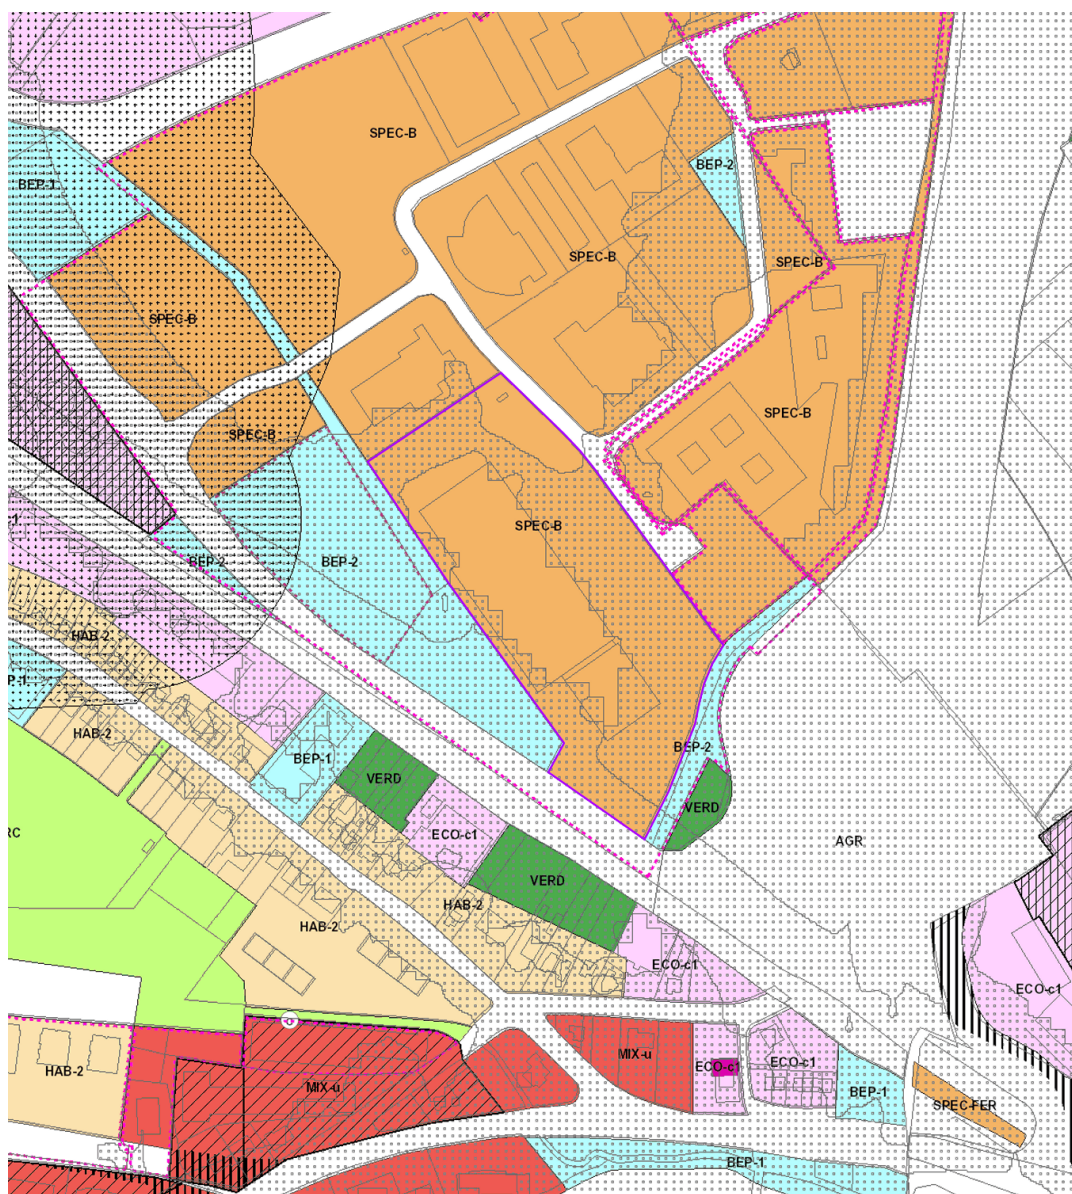 SPEC-B
BEP-2
BEP-1
SPEC-B
SPEC-B
SPEC-B
SPEC-B
SPEC-B
SPEC-B
BEP-2
BEP-2
HAB-2
HAB-2
BEP-2
BEP-1
VERD
VERD
ECO-c1
AGR
VERD
HAB-2
HAB-2
ECO-c1
ECO-c1
MIX-u
ECO-c1
ECO-c1
HAB-2
MIX-u
BEP-1
SPEC-FER
BEP-1